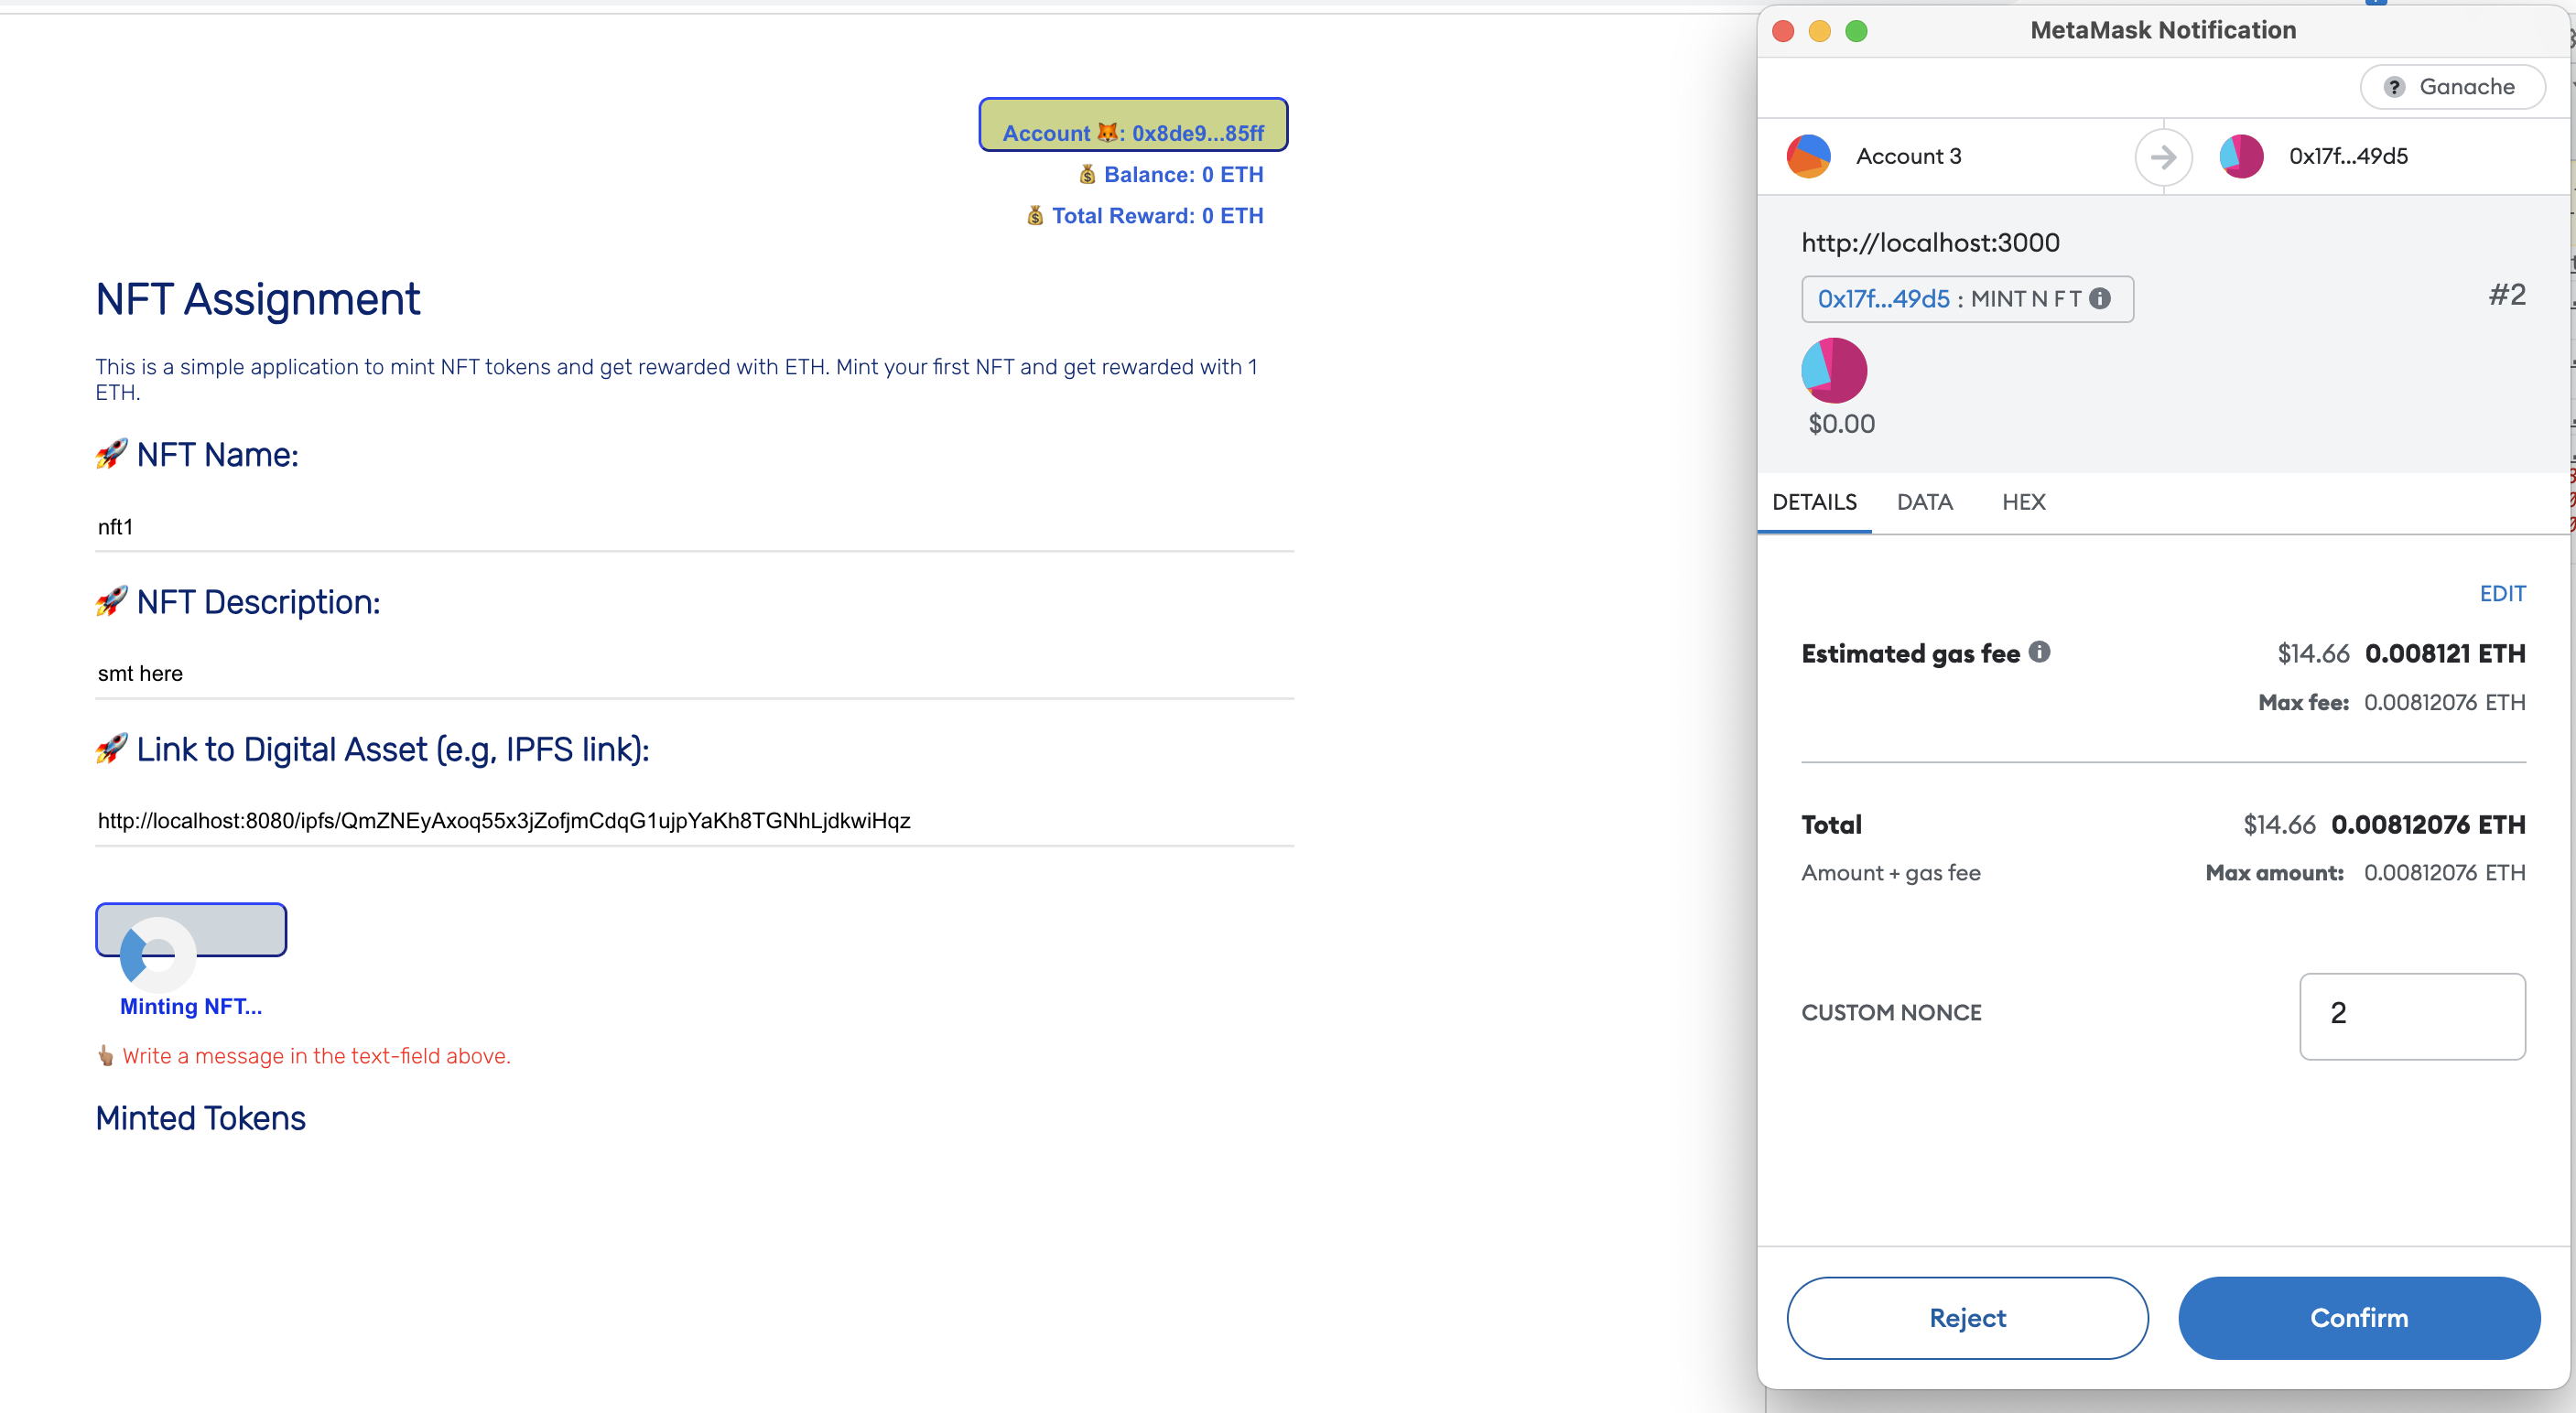 Account 🦊: 0x8de9...85ff
💰 Balance: 0 ETH
💰 Total Reward: 0 ETH
NFT Assignment
This is a simple application to mint NFT tokens and get rewarded with ETH. Mint your first NFT and get rewarded with 1
ETH.
🚀 NFT Name:
nft1
🚀 NFT Description:
smt here
🚀 Link to Digital Asset (e.g, IPFS link):
http://localhost:8080/ipfs/QmZNEyAxoq55x3jZofjmCdqG1ujpYaKh8TGNhLjdkwiHqz
Minting NFT...
👆🏽 Write a message in the text-field above.
Minted Tokens
MetaMask Notification
? Ganache
Account 3
0x17f...49d5
http://localhost:3000
0x17f...49d5 : MINT N F T
#2
$0.00
DETAILS DATA HEX
EDIT
Estimated gas fee $14.66 0.008121 ETH
Max fee: 0.00812076 ETH
Total $14.66 0.00812076 ETH
Amount + gas fee Max amount: 0.00812076 ETH
CUSTOM NONCE 2
Reject Confirm